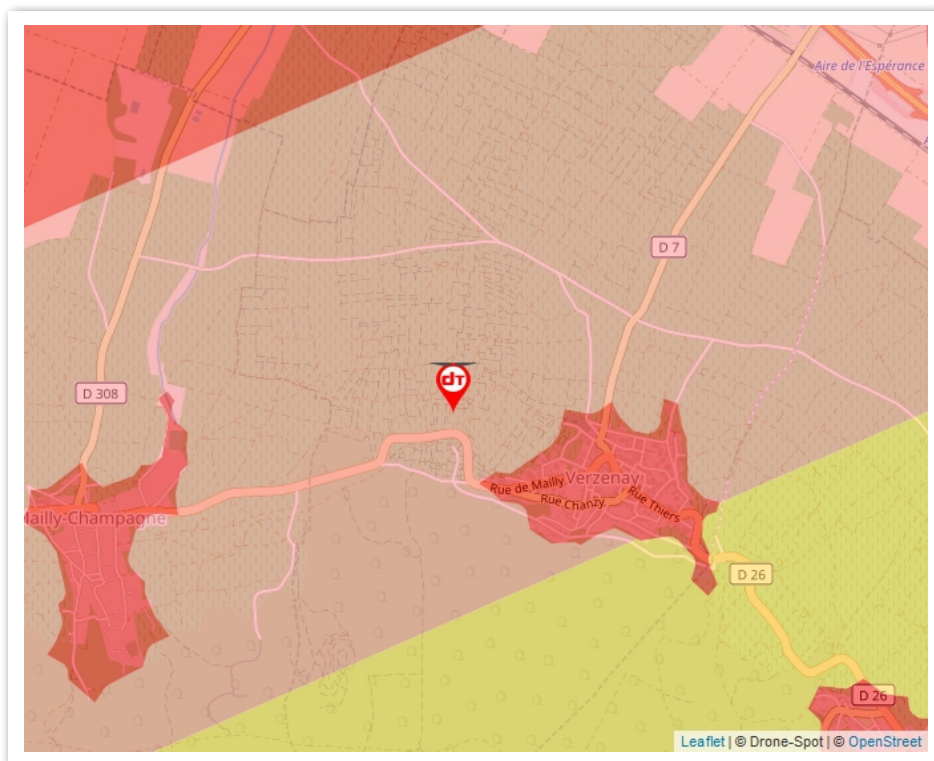 Aire de l'Espérance
D 7
D 308
dT
Rue de Mailly
Verzenay
Rue Chanzy
Rue Thiers
Mailly-Champagne
D 26
D 26
Leaflet | © Drone-Spot | © OpenStreet